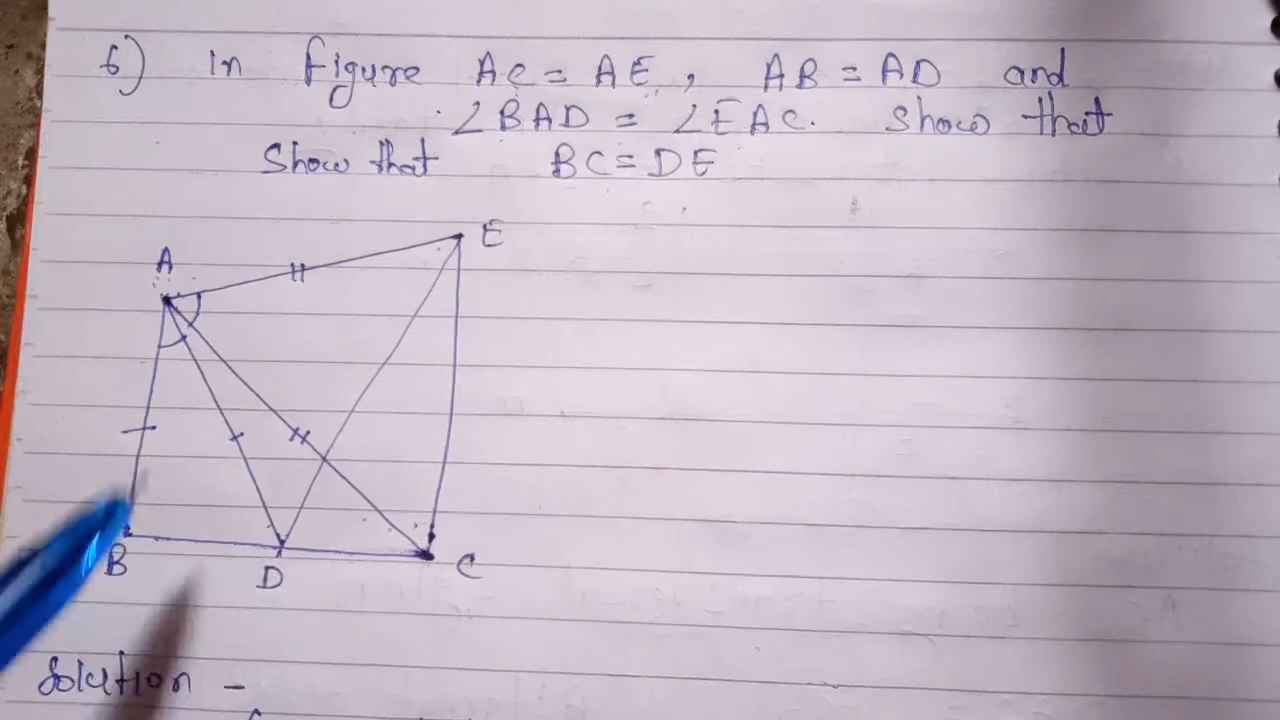 6) In figure AC = AE, AB = AD and
∠BAD = ∠EAC. Show that
Show that BC = DE
E
A
B
D
C
Solution -